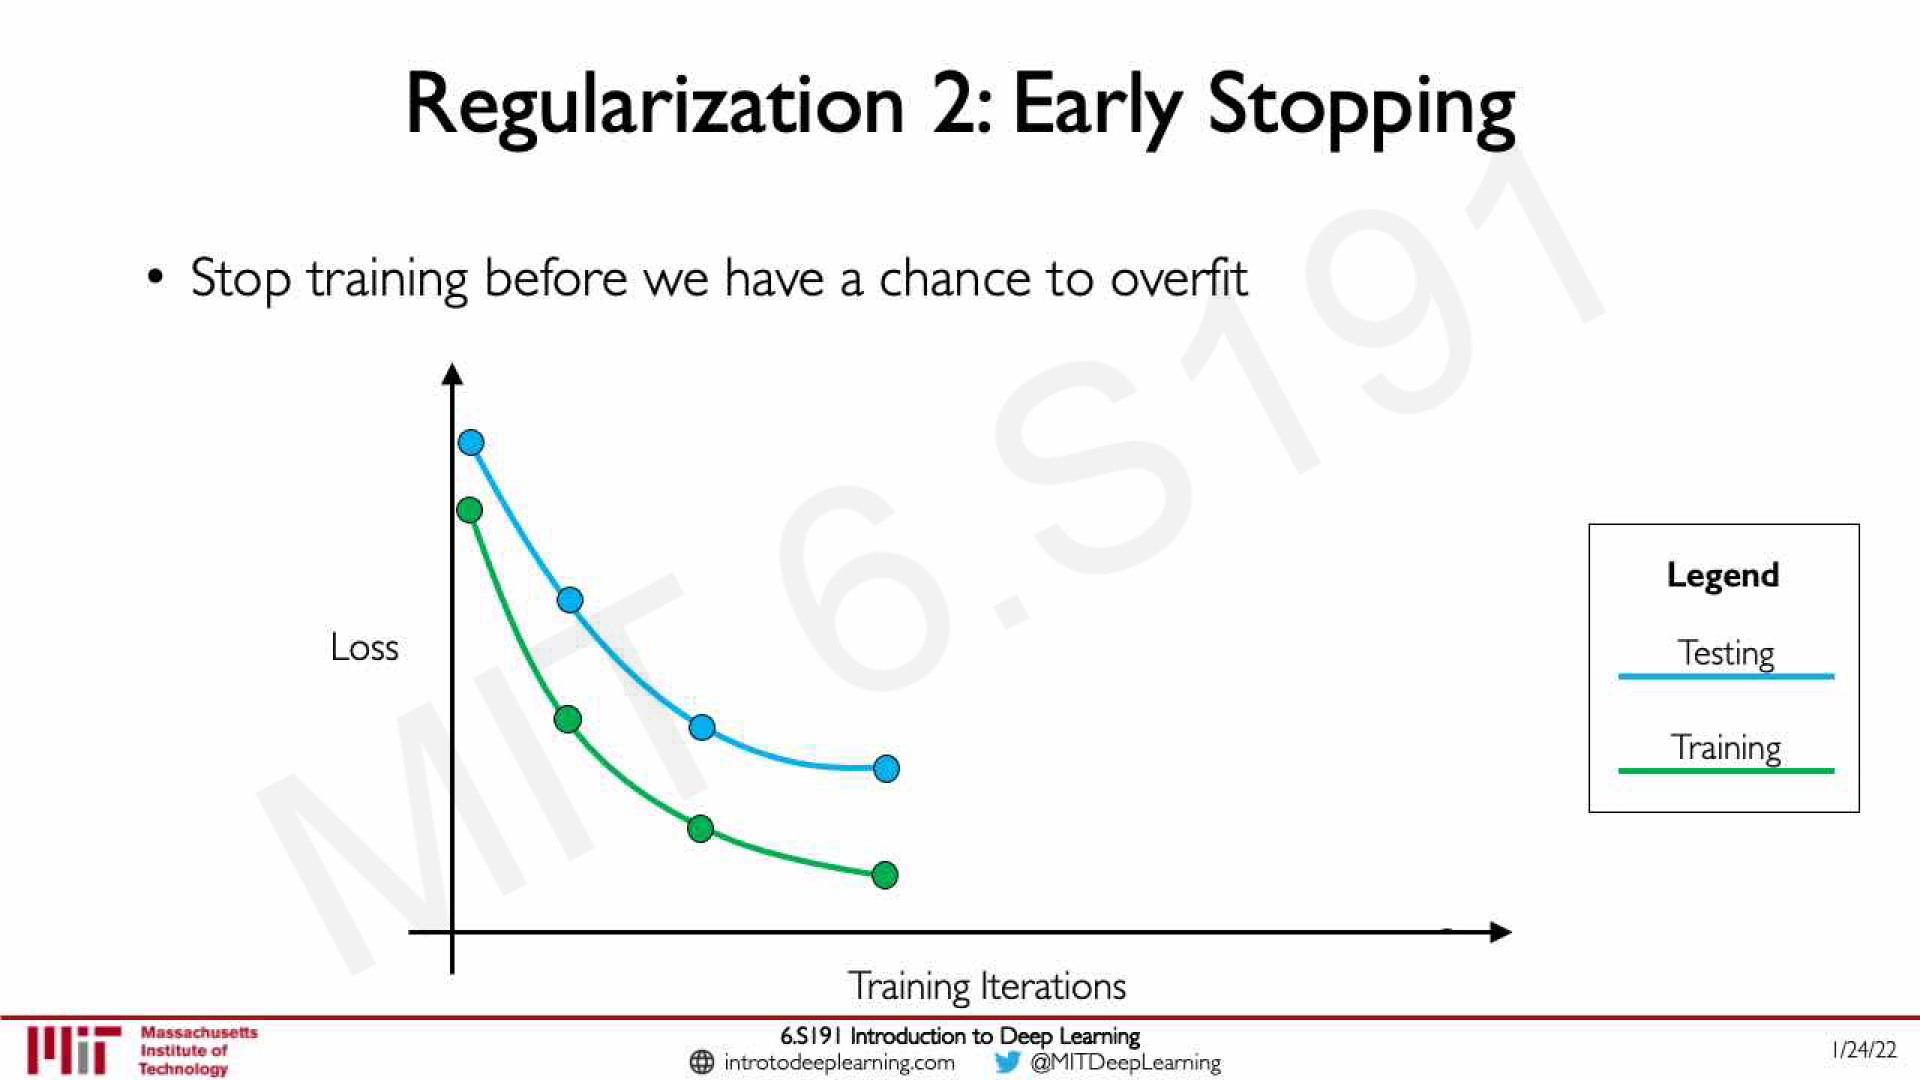 Regularization 2: Early Stopping
• Stop training before we have a chance to overfit
MIT 6.S191
Loss
Legend
Testing
Training
Training Iterations
Massachusetts
Institute of
Technology
6.S191 Introduction to Deep Learning
introtodeeplearning.com @MITDeepLearning
1/24/22